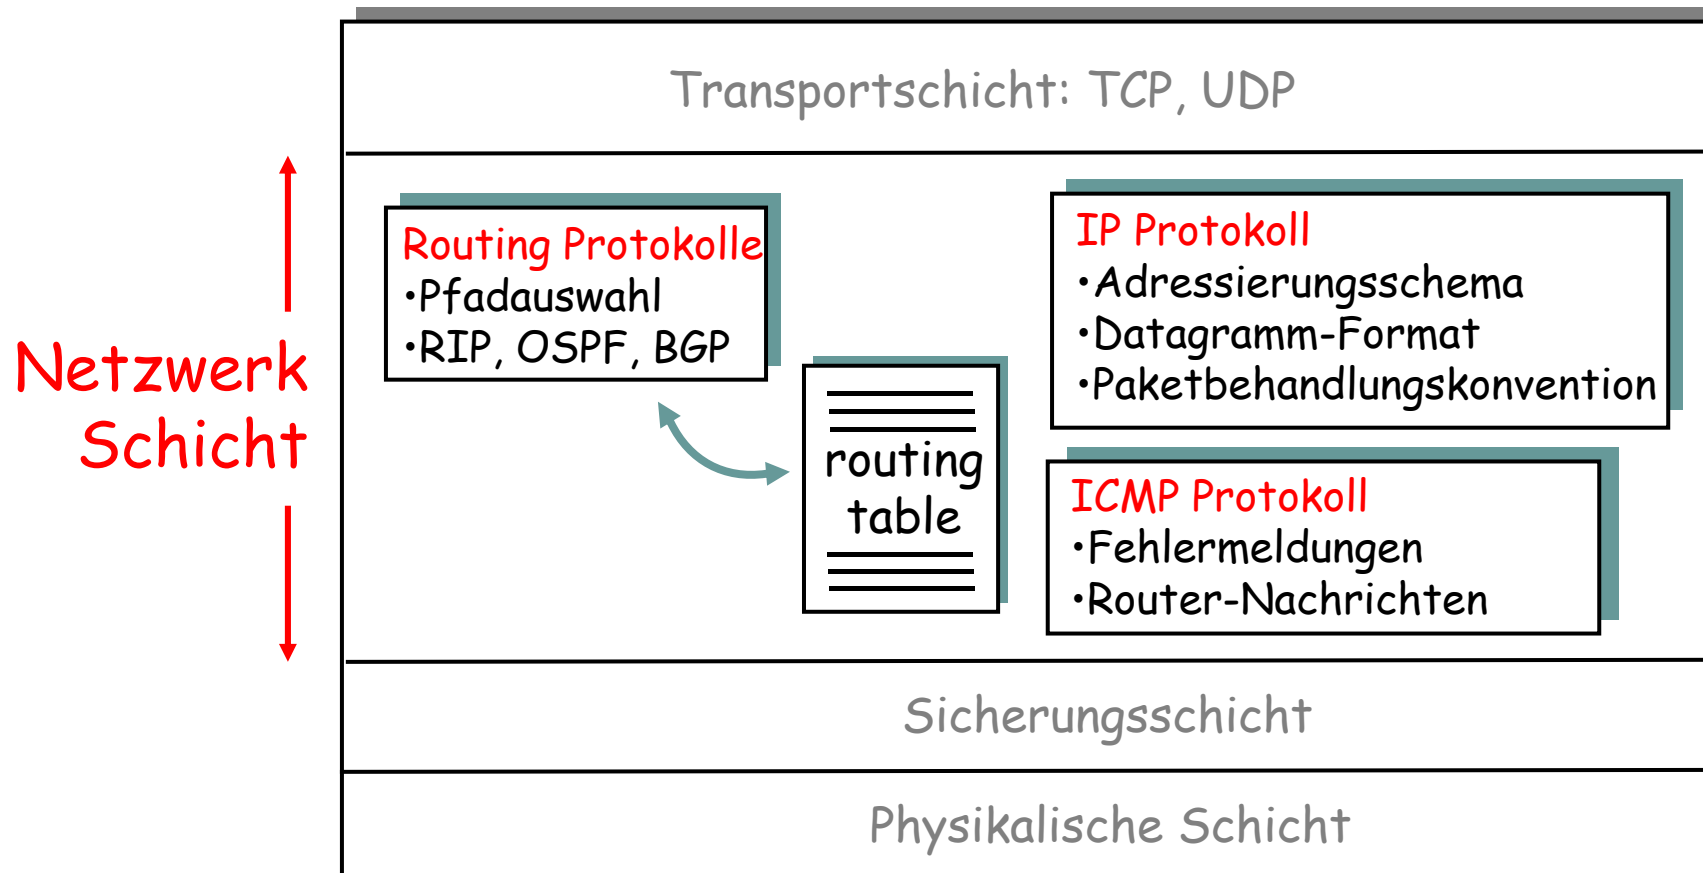 Transportschicht: TCP, UDP
Netzwerk
Schicht
Routing Protokolle
•Pfadauswahl
•RIP, OSPF, BGP
routing
table
IP Protokoll
•Adressierungsschema
•Datagramm-Format
•Paketbehandlungskonvention
ICMP Protokoll
•Fehlermeldungen
•Router-Nachrichten
Sicherungsschicht
Physikalische Schicht